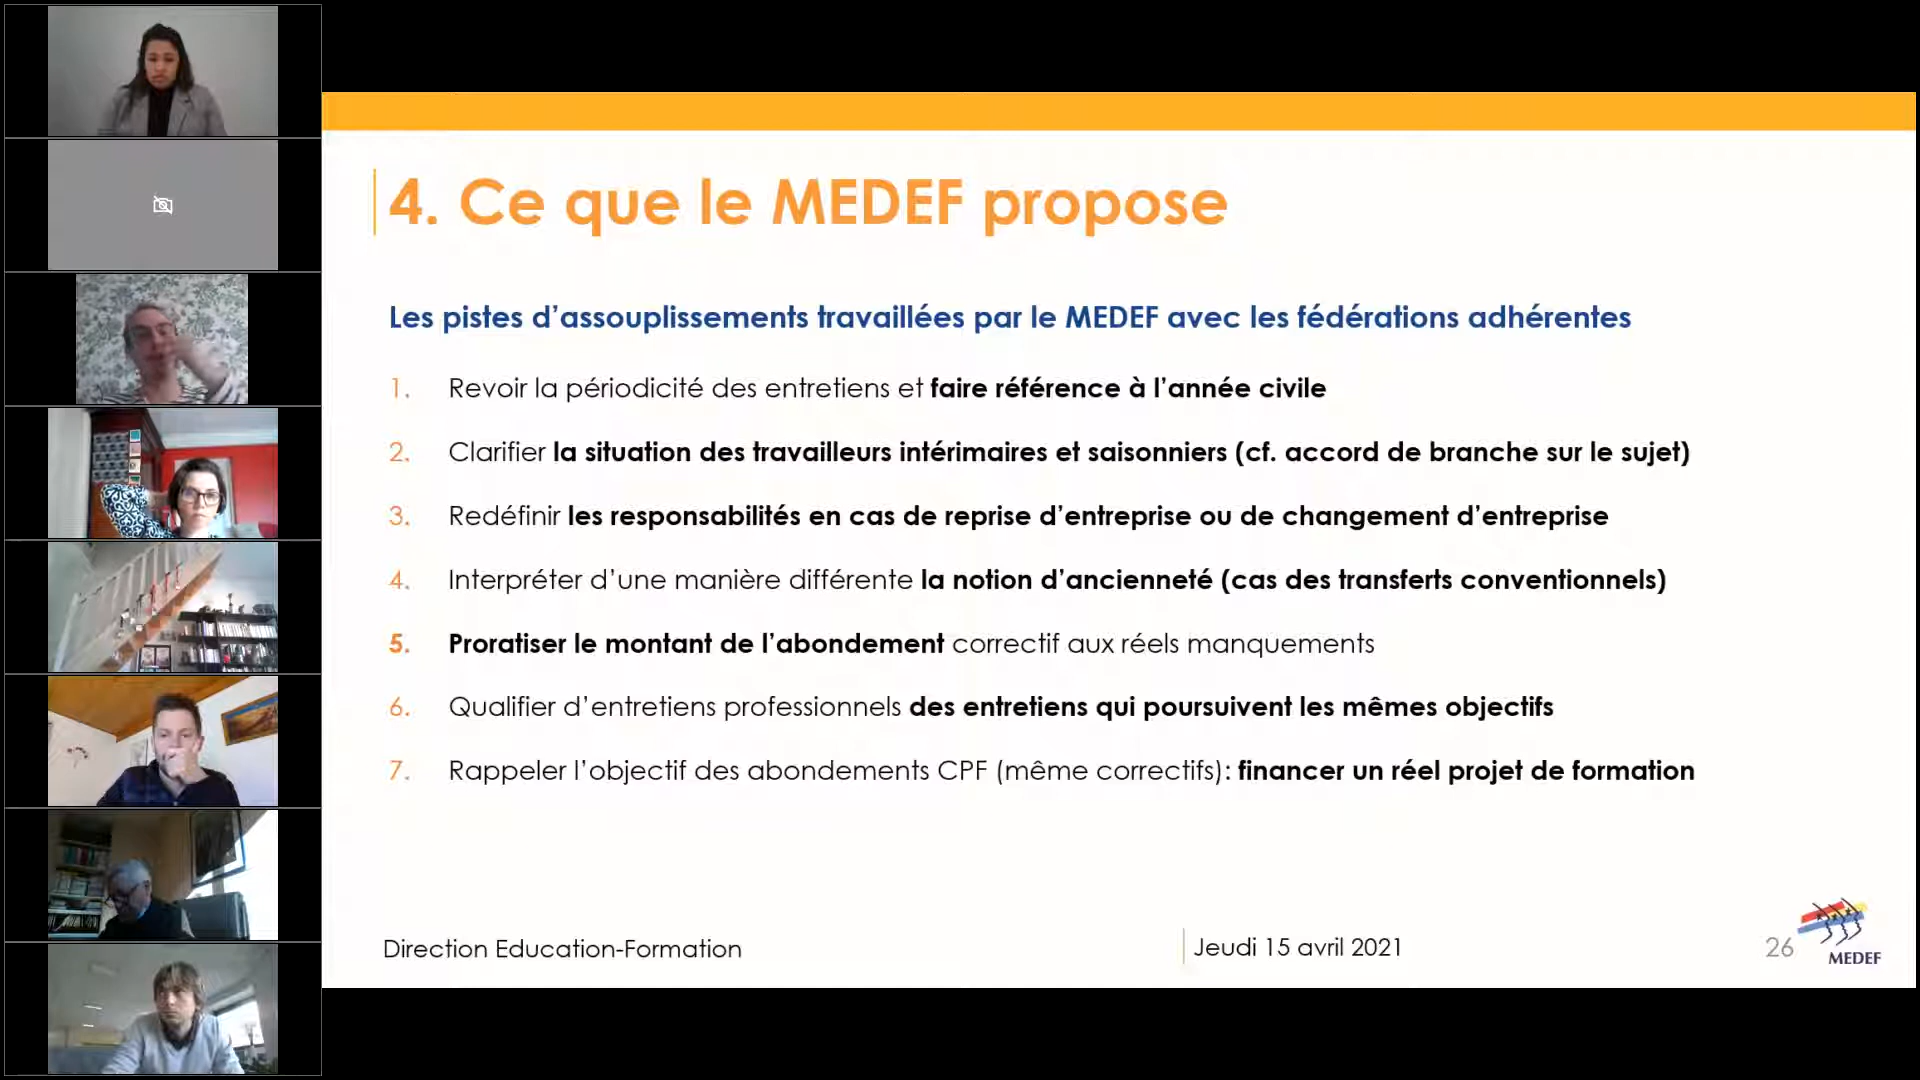 4. Ce que le MEDEF propose
Les pistes d’assouplissements travaillées par le MEDEF avec les fédérations adhérentes
1. Revoir la périodicité des entretiens et faire référence à l’année civile
2. Clarifier la situation des travailleurs intérimaires et saisonniers (cf. accord de branche sur le sujet)
3. Redéfinir les responsabilités en cas de reprise d’entreprise ou de changement d’entreprise
4. Interpréter d’une manière différente la notion d’ancienneté (cas des transferts conventionnels)
5. Proratiser le montant de l’abondement correctif aux réels manquements
6. Qualifier d’entretiens professionnels des entretiens qui poursuivent les mêmes objectifs
7. Rappeler l’objectif des abondements CPF (même correctifs): financer un réel projet de formation
Direction Education-Formation
Jeudi 15 avril 2021
26
MEDEF